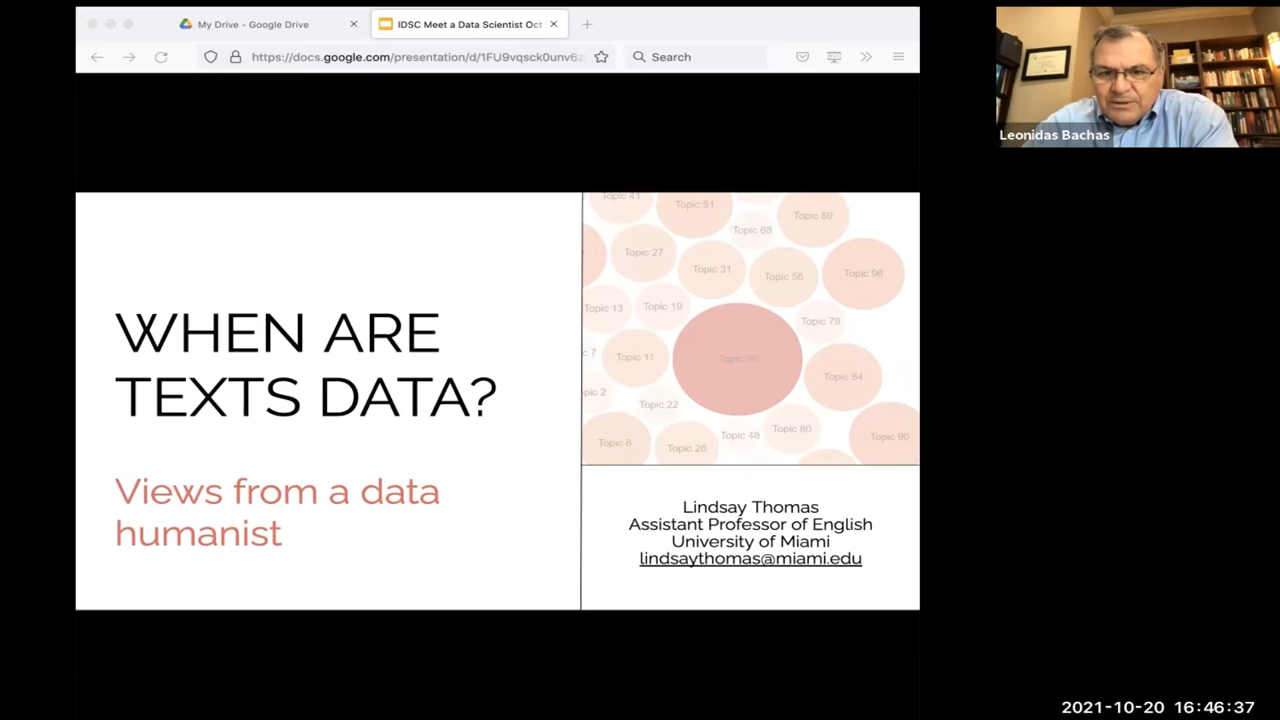 My Drive - Google Drive
IDSC Meet a Data Scientist Oct
https://docs.google.com/presentation/d/1FU9vqsck0unv6z
Search
Leonidas Bachas
WHEN ARE
TEXTS DATA?
Views from a data
humanist
Topic 41
Topic 51
Topic 89
Topic 68
Topic 27
Topic 31
Topic 56
Topic 96
Topic 13
Topic 19
Topic 79
c 7
Topic 11
Topic 30
Topic 84
pic 2
Topic 22
Topic 8
Topic 26
Topic 48
Topic 80
Topic 90
Lindsay Thomas
Assistant Professor of English
University of Miami
lindsaythomas@miami.edu
2021-10-20 16:46:37